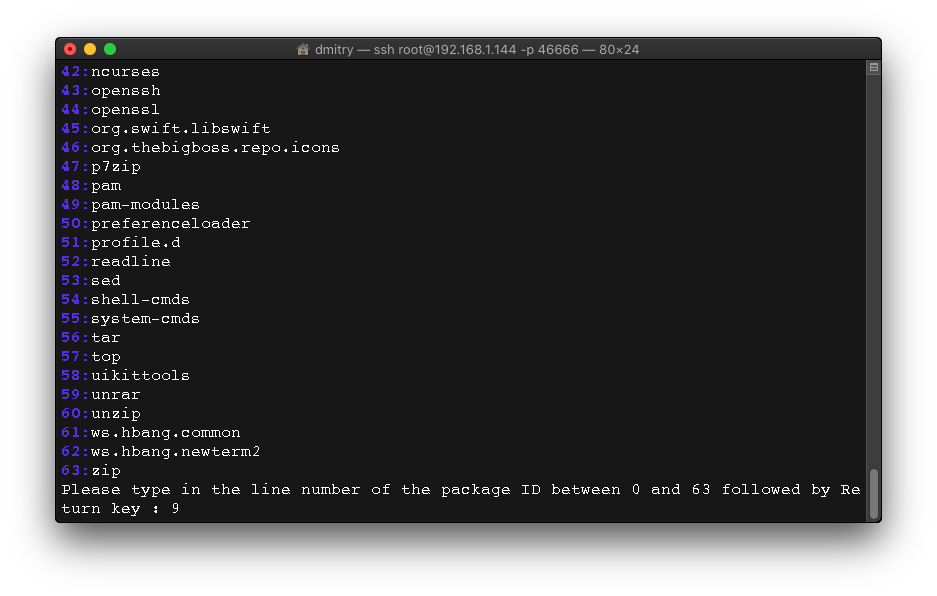 dmitry — ssh root@192.168.1.144 -p 46666 — 80×24
42:ncurses
43:openssh
44:openssl
45:org.swift.libswift
46:org.thebigboss.repo.icons
47:p7zip
48:pam
49:pam-modules
50:preferenceloader
51:profile.d
52:readline
53:sed
54:shell-cmds
55:system-cmds
56:tar
57:top
58:uikittools
59:unrar
60:unzip
61:ws.hbang.common
62:ws.hbang.newterm2
63:zip
Please type in the line number of the package ID between 0 and 63 followed by Re
turn key : 9